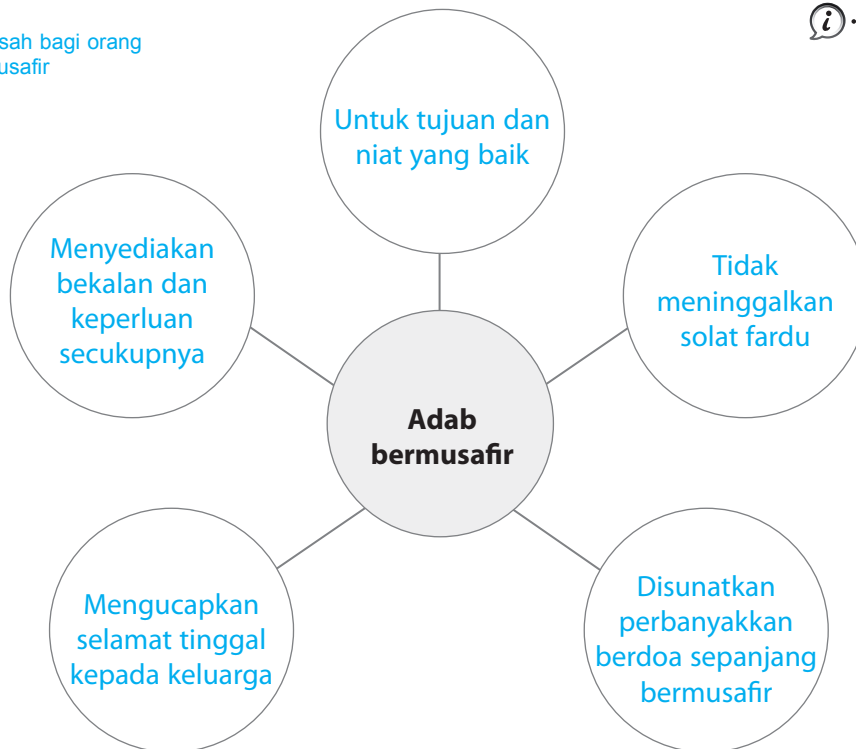 sah bagi orang
usafir
i
Untuk tujuan dan
niat yang baik
Menyediakan
bekalan dan
keperluan
secukupnya
Tidak
meninggalkan
solat fardu
Adab
bermusafir
Mengucapkan
selamat tinggal
kepada keluarga
Disunatkan
perbanyakkan
berdoa sepanjang
bermusafir